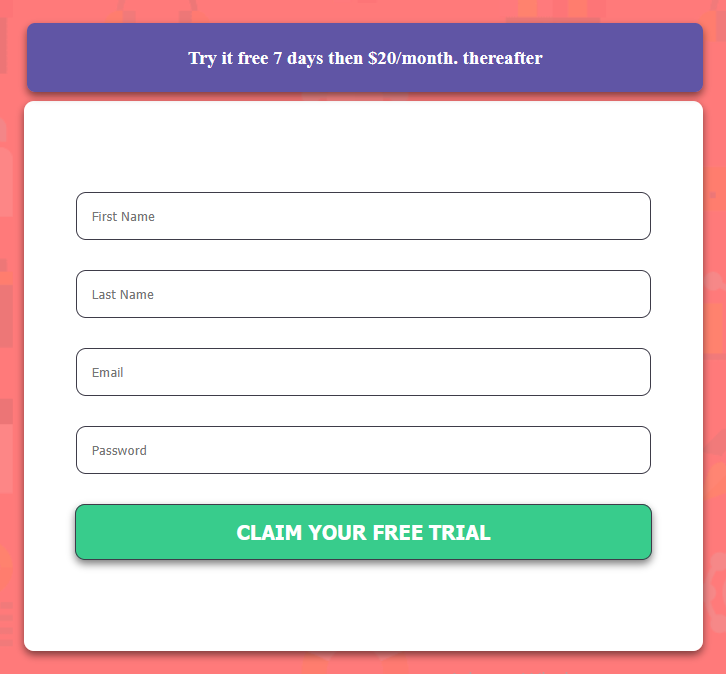 Try it free 7 days then $20/month. thereafter
First Name
Last Name
Email
Password
CLAIM YOUR FREE TRIAL